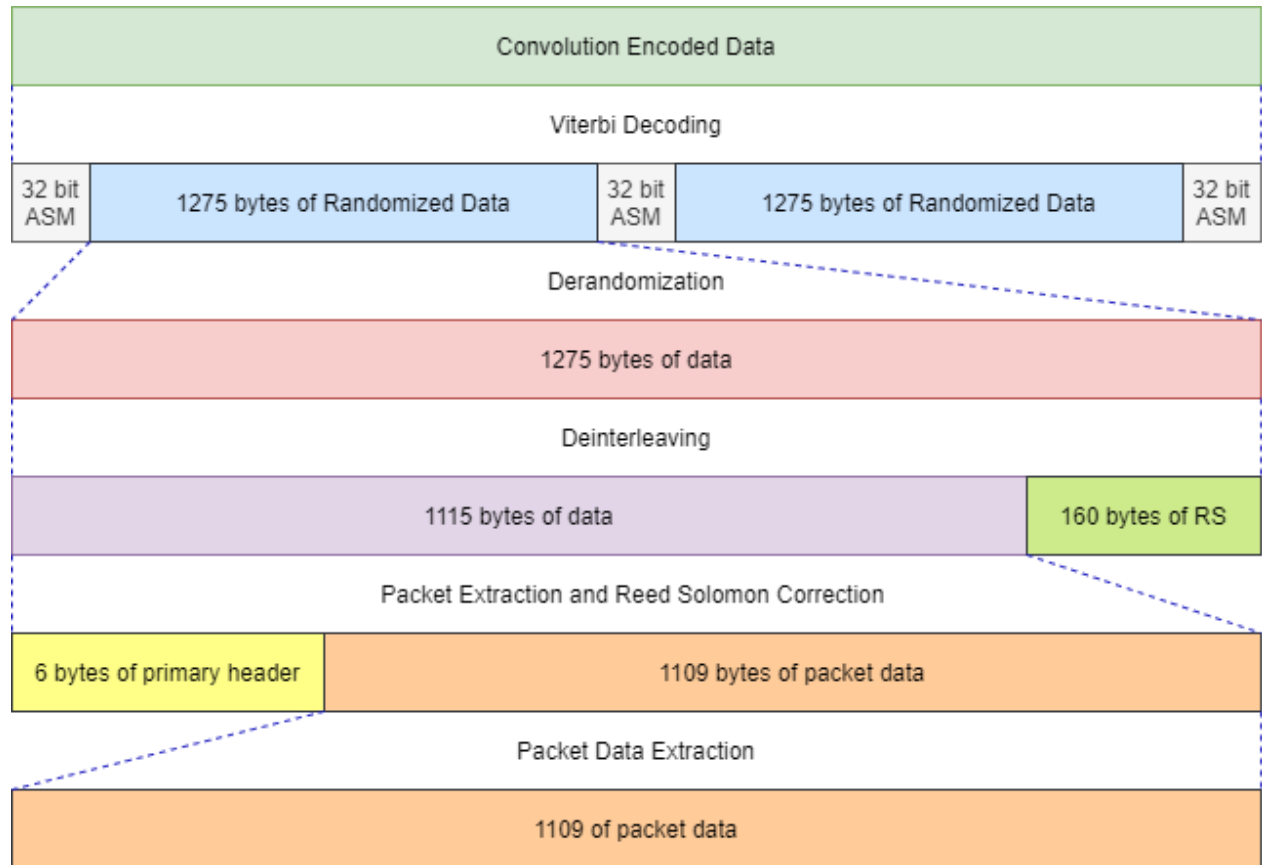 Convolution Encoded Data
Viterbi Decoding
32 bit
ASM
1275 bytes of Randomized Data
32 bit
ASM
1275 bytes of Randomized Data
32 bit
ASM
Derandomization
1275 bytes of data
Deinterleaving
1115 bytes of data
160 bytes of RS
Packet Extraction and Reed Solomon Correction
6 bytes of primary header
1109 bytes of packet data
Packet Data Extraction
1109 of packet data